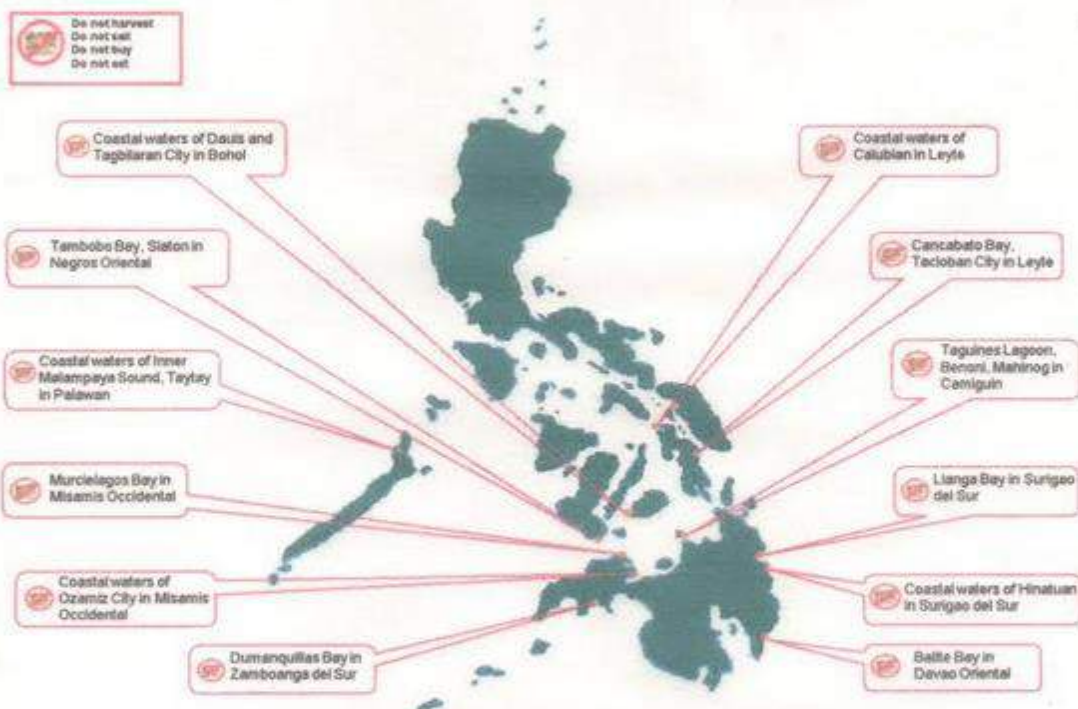 Do not harvest
Do not sell
Do not buy
Do not eat
Coastal waters of Dauis and
Tagbilaran City in Bohol
Coastal waters of
Calubian in Leyte
Tambobo Bay, Siaton in
Negros Oriental
Cancabato Bay,
Tacloban City in Leyte
Coastal waters of Inner
Malampaya Sound, Taytay
in Palawan
Taguines Lagoon,
Benoni, Mahinog in
Camiguin
Murcielagos Bay in
Misamis Occidental
Lianga Bay in Surigao
del Sur
Coastal waters of
Ozamiz City in Misamis
Occidental
Coastal waters of Hinatuan
in Surigao del Sur
Dumanquillas Bay in
Zamboanga del Sur
Balite Bay in
Davao Oriental